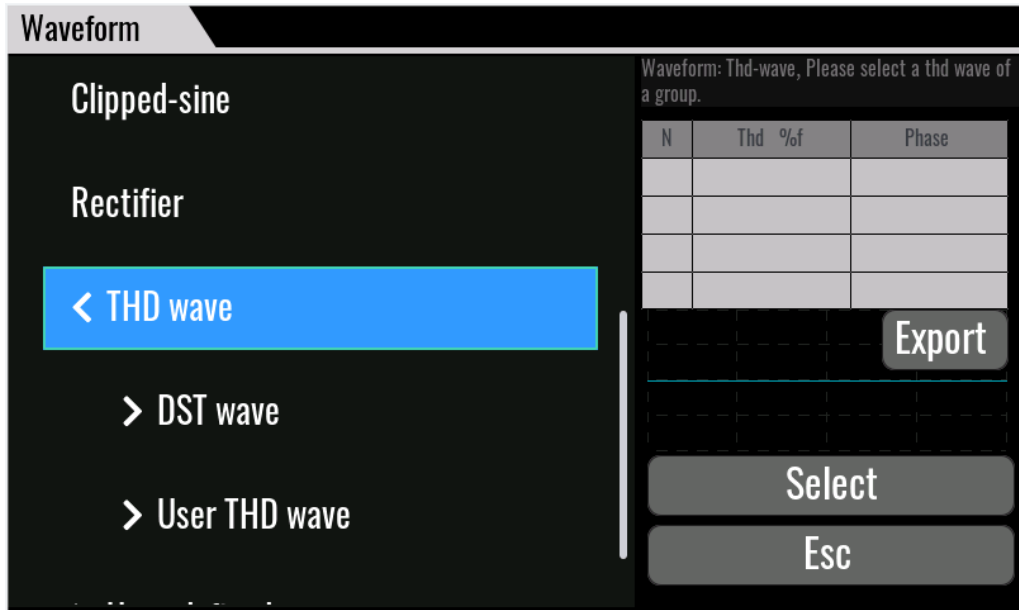 Waveform
Clipped-sine
Rectifier
THD wave
DST wave
User THD wave
Waveform: Thd-wave, Please select a thd wave of
a group.
N Thd %f Phase
Export
Select
Esc